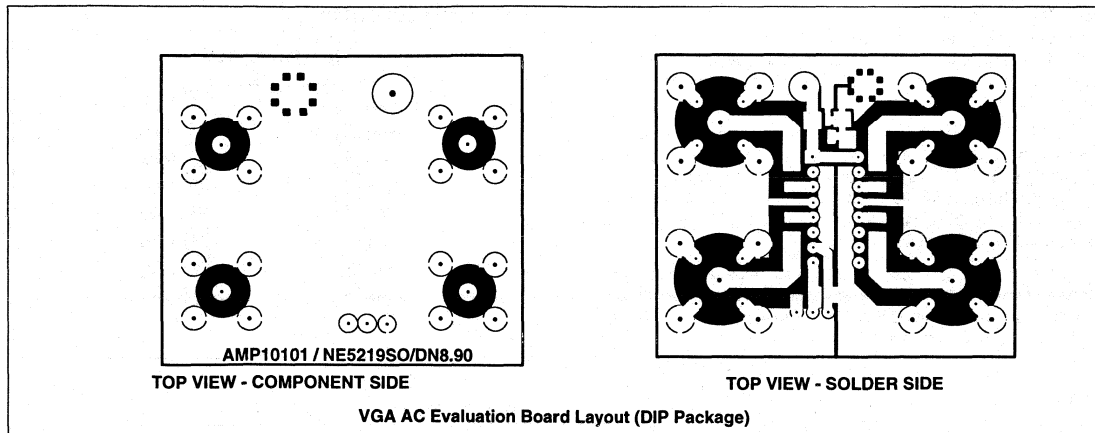 AMP10101 / NE5219SO/DN8.90
TOP VIEW - COMPONENT SIDE
TOP VIEW - SOLDER SIDE
VGA AC Evaluation Board Layout (DIP Package)